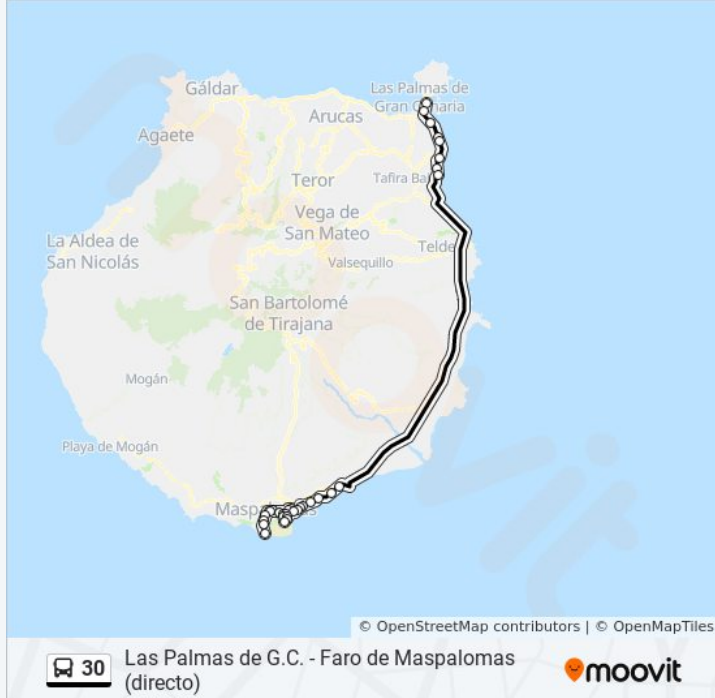 Gáldar
Las Palmas de
Gran Canaria
Arucas
Agaete
Teror
Tafira Ba
Vega de
San Mateo
La Aldea de
San Nicolás
Telde
Valsequillo
San Bartolomé
de Tirajana
Mogán
Playa de Mogán
Maspalomas
© OpenStreetMap contributors | © OpenMapTiles
30
Las Palmas de G.C. - Faro de Maspalomas
(directo)
moovit